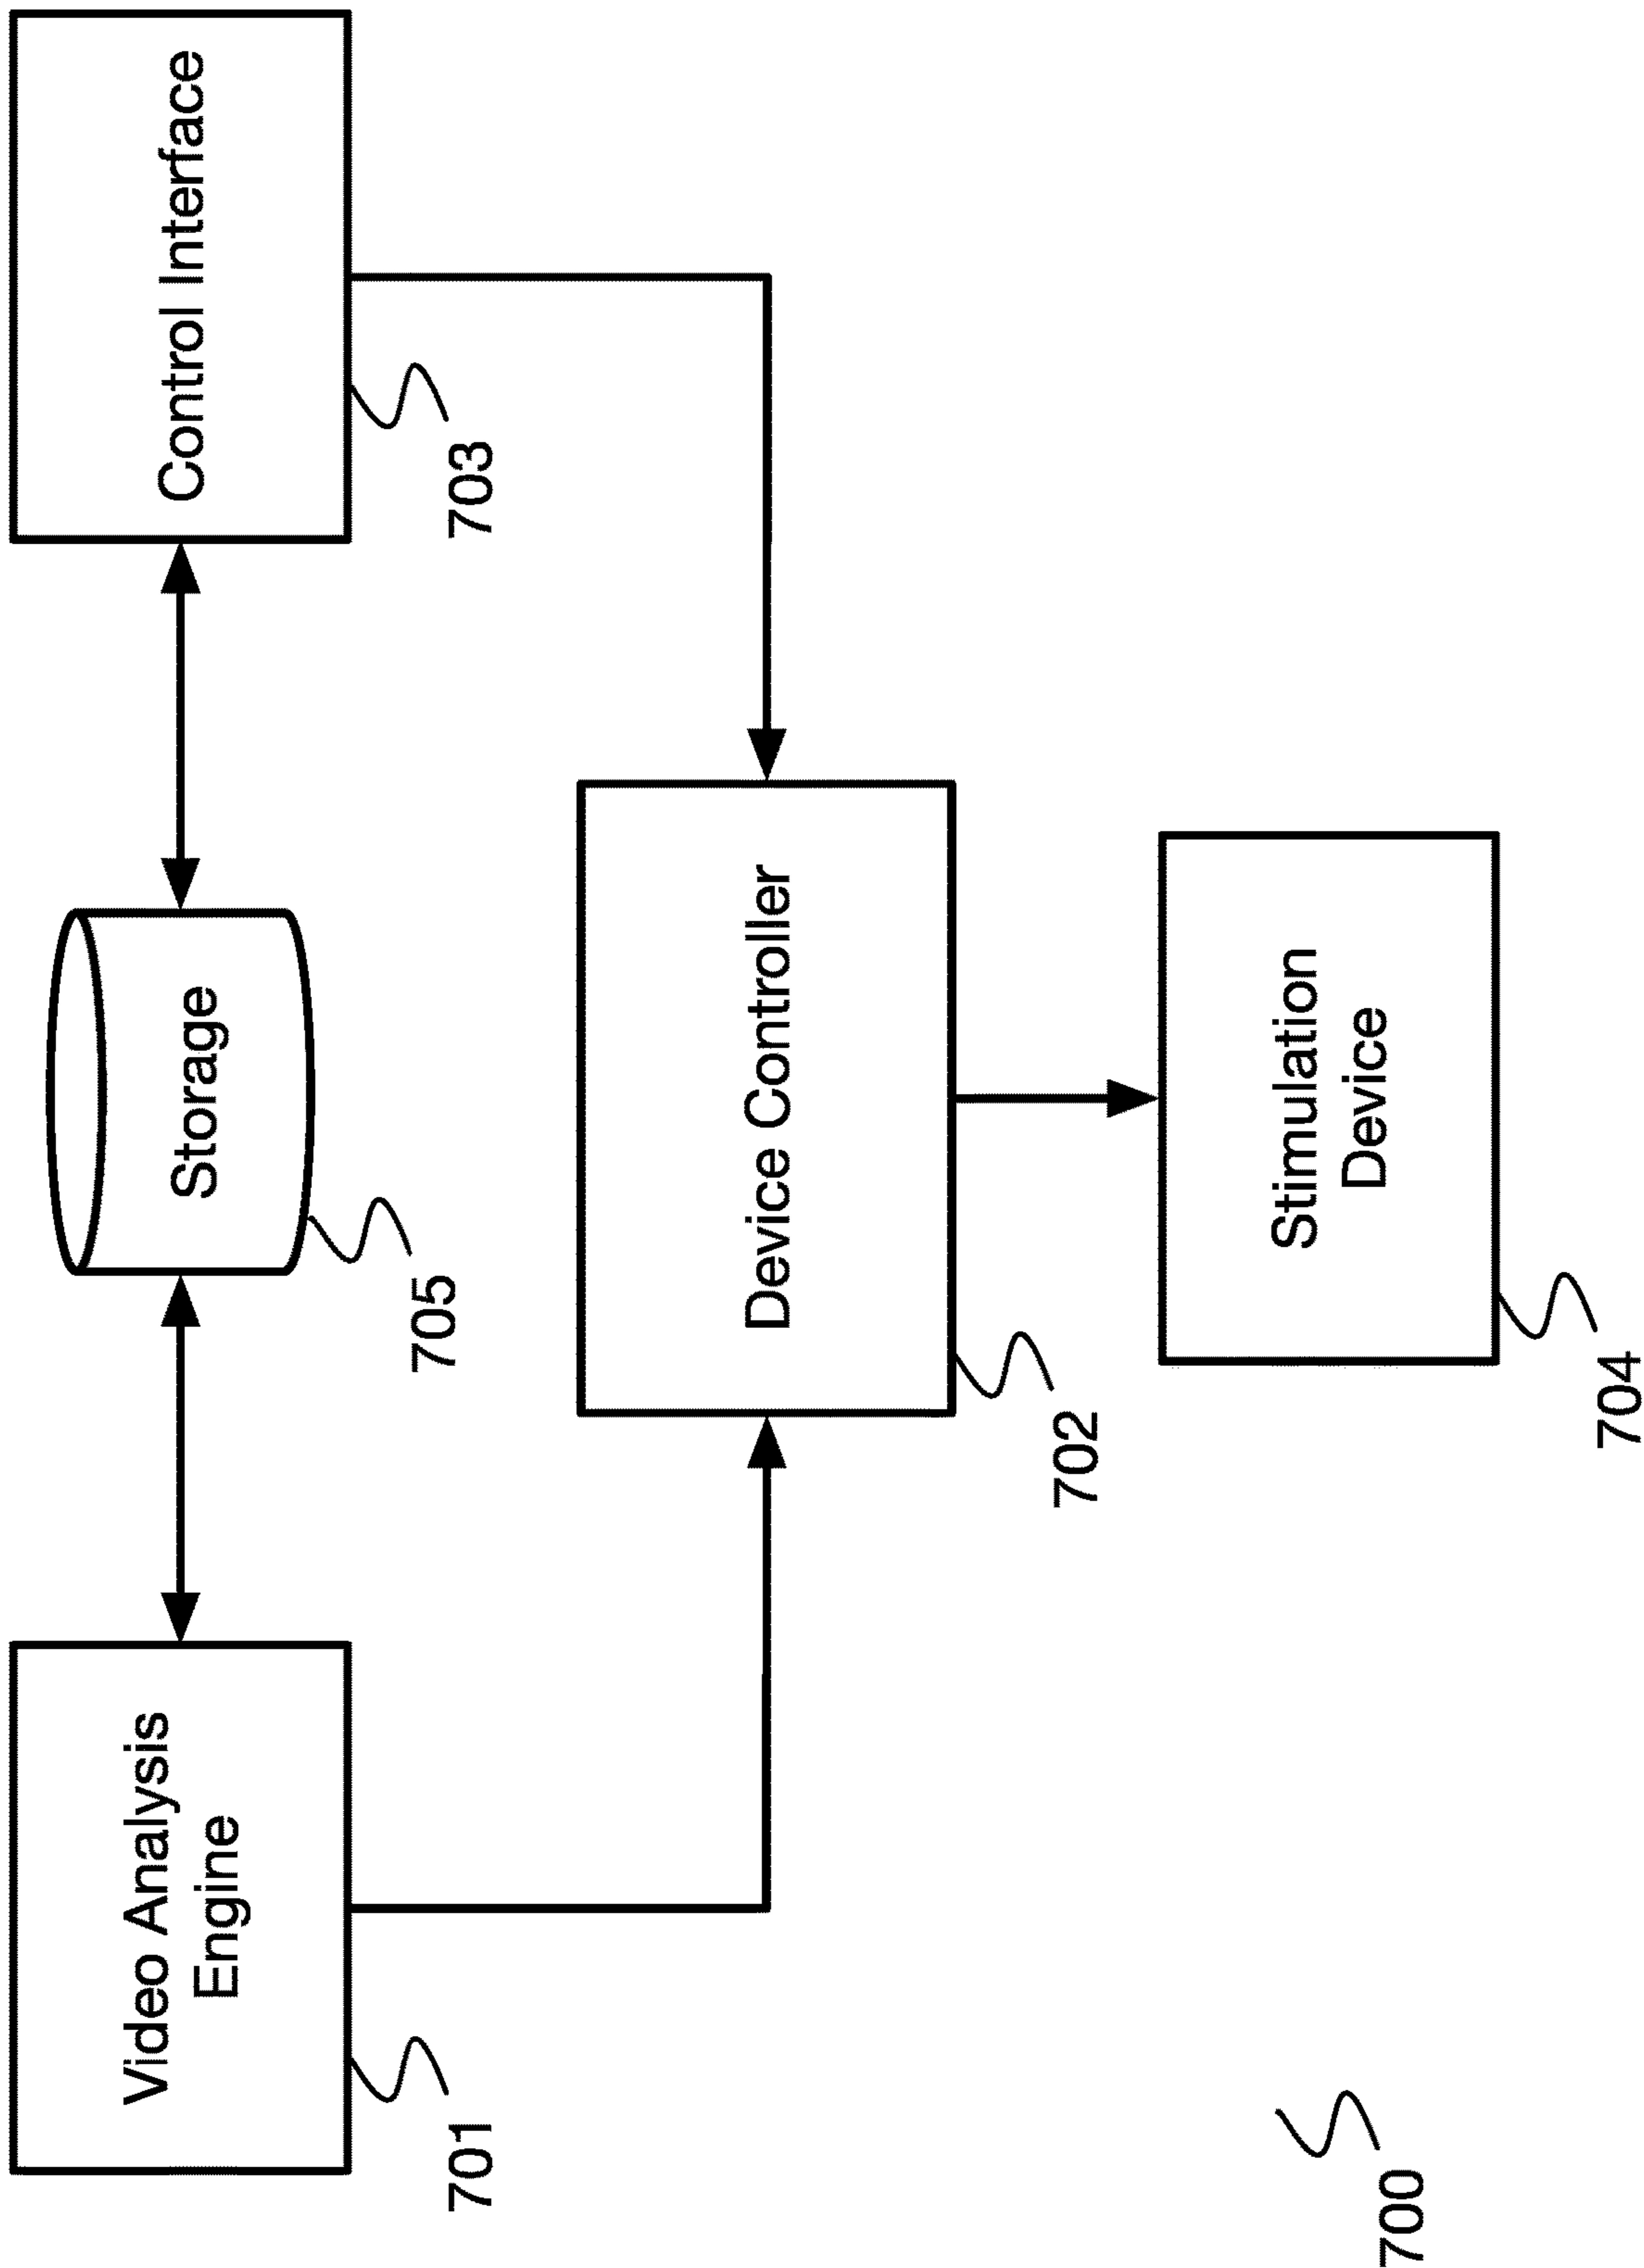 Video Analysis
Engine
701
Storage
705
Control Interface
703
Device Controller
702
Stimulation
Device
704
700